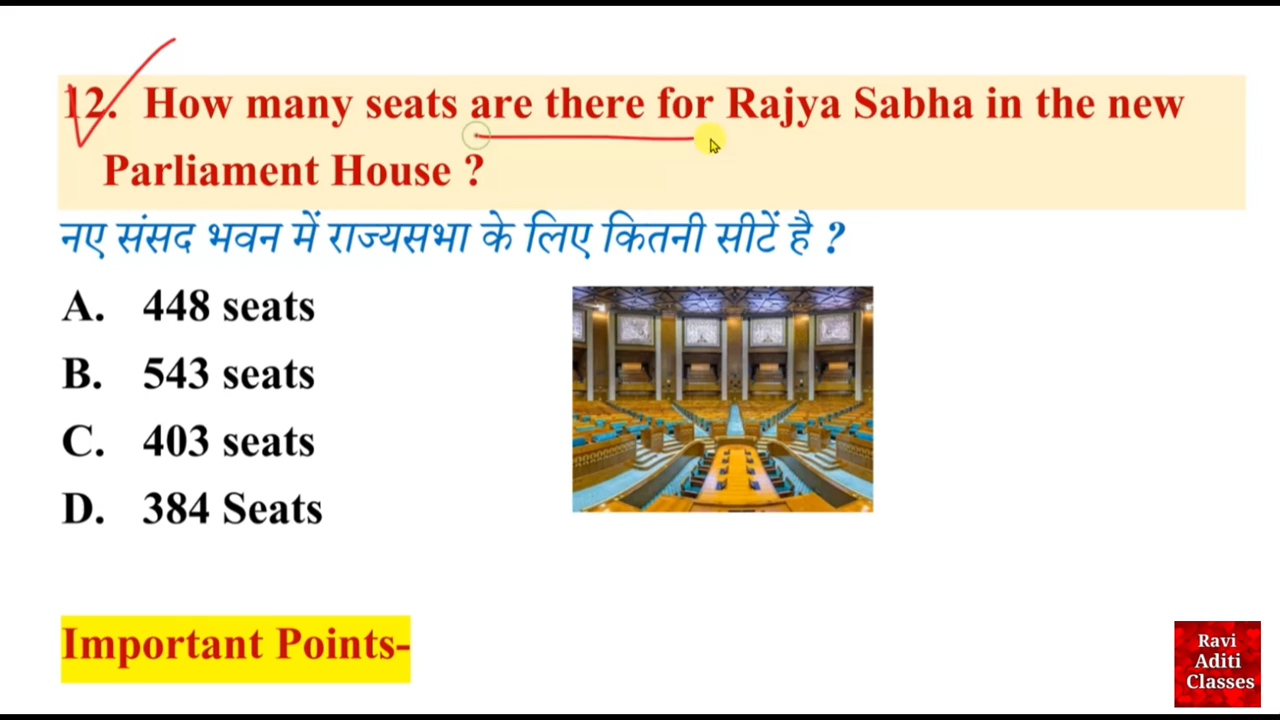 12. How many seats are there for Rajya Sabha in the new
Parliament House ?
नए संसद भवन में राज्यसभा के लिए कितनी सीटें है ?
A. 448 seats
B. 543 seats
C. 403 seats
D. 384 Seats
Important Points-
Ravi
Aditi
Classes